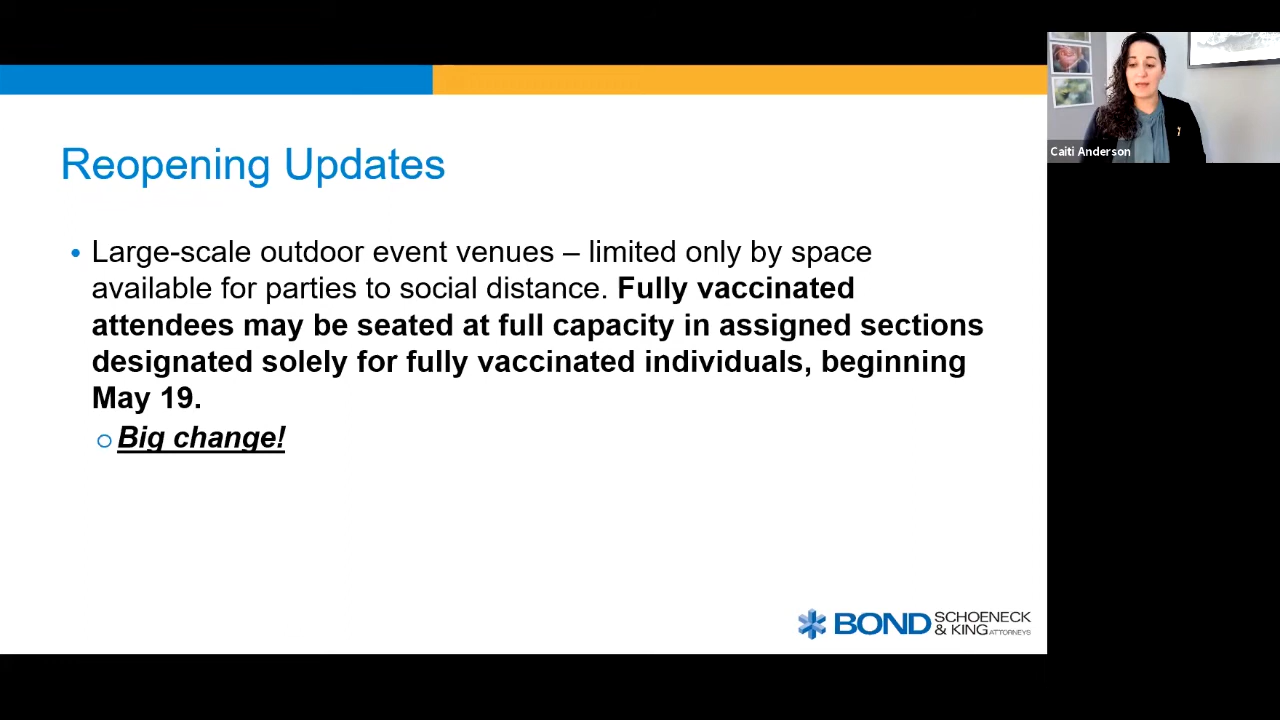 Reopening Updates
• Large-scale outdoor event venues – limited only by space
available for parties to social distance. Fully vaccinated
attendees may be seated at full capacity in assigned sections
designated solely for fully vaccinated individuals, beginning
May 19.
○ Big change!
BOND SCHOENECK
& KING ATTORNEYS
Caiti Anderson